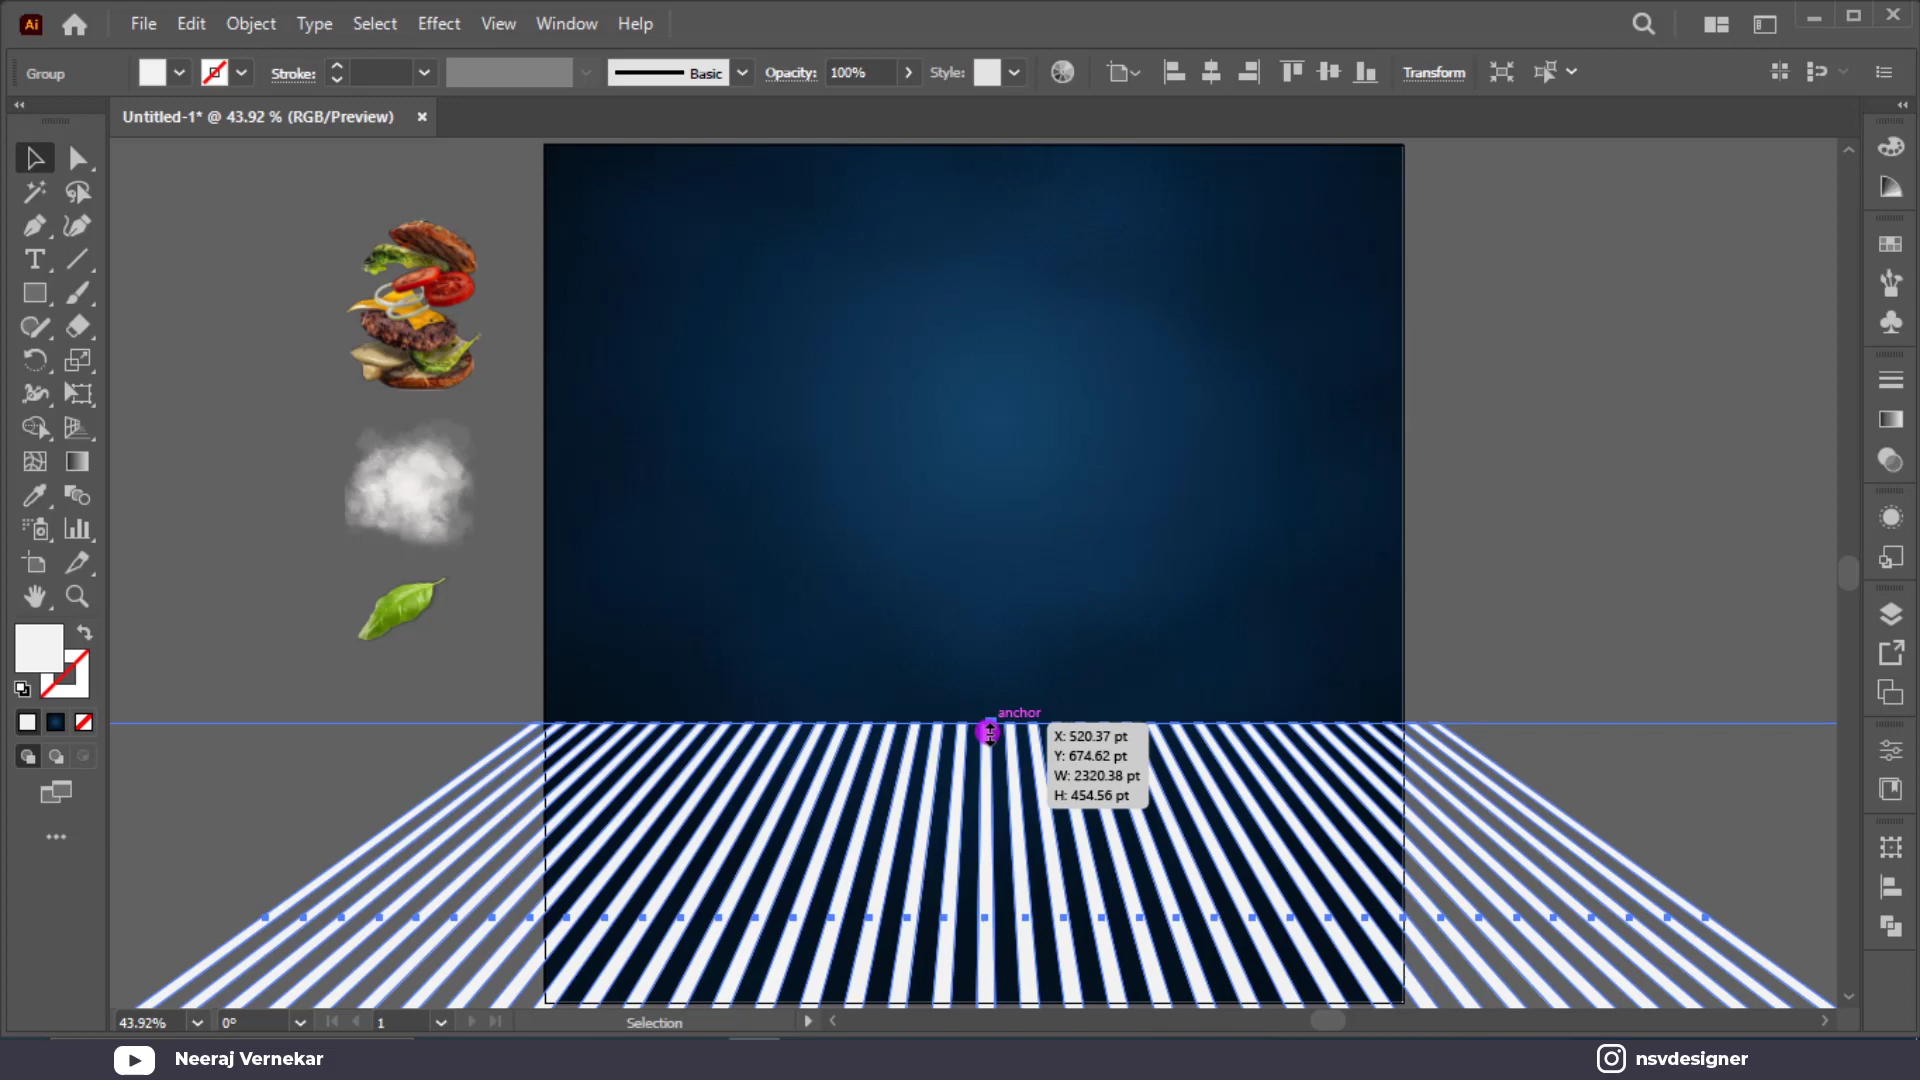 Ai
File Edit Object Type Select Effect View Window Help
Group Stroke: Basic Opacity: 100% Style: Transform
Untitled-1* @ 43.92 % (RGB/Preview) ×
T
anchor
X: 520.37 pt
Y: 674.62 pt
W: 2320.38 pt
H: 454.56 pt
43.92% 0° 1 Selection
Neeraj Vernekar
nsvdesigner